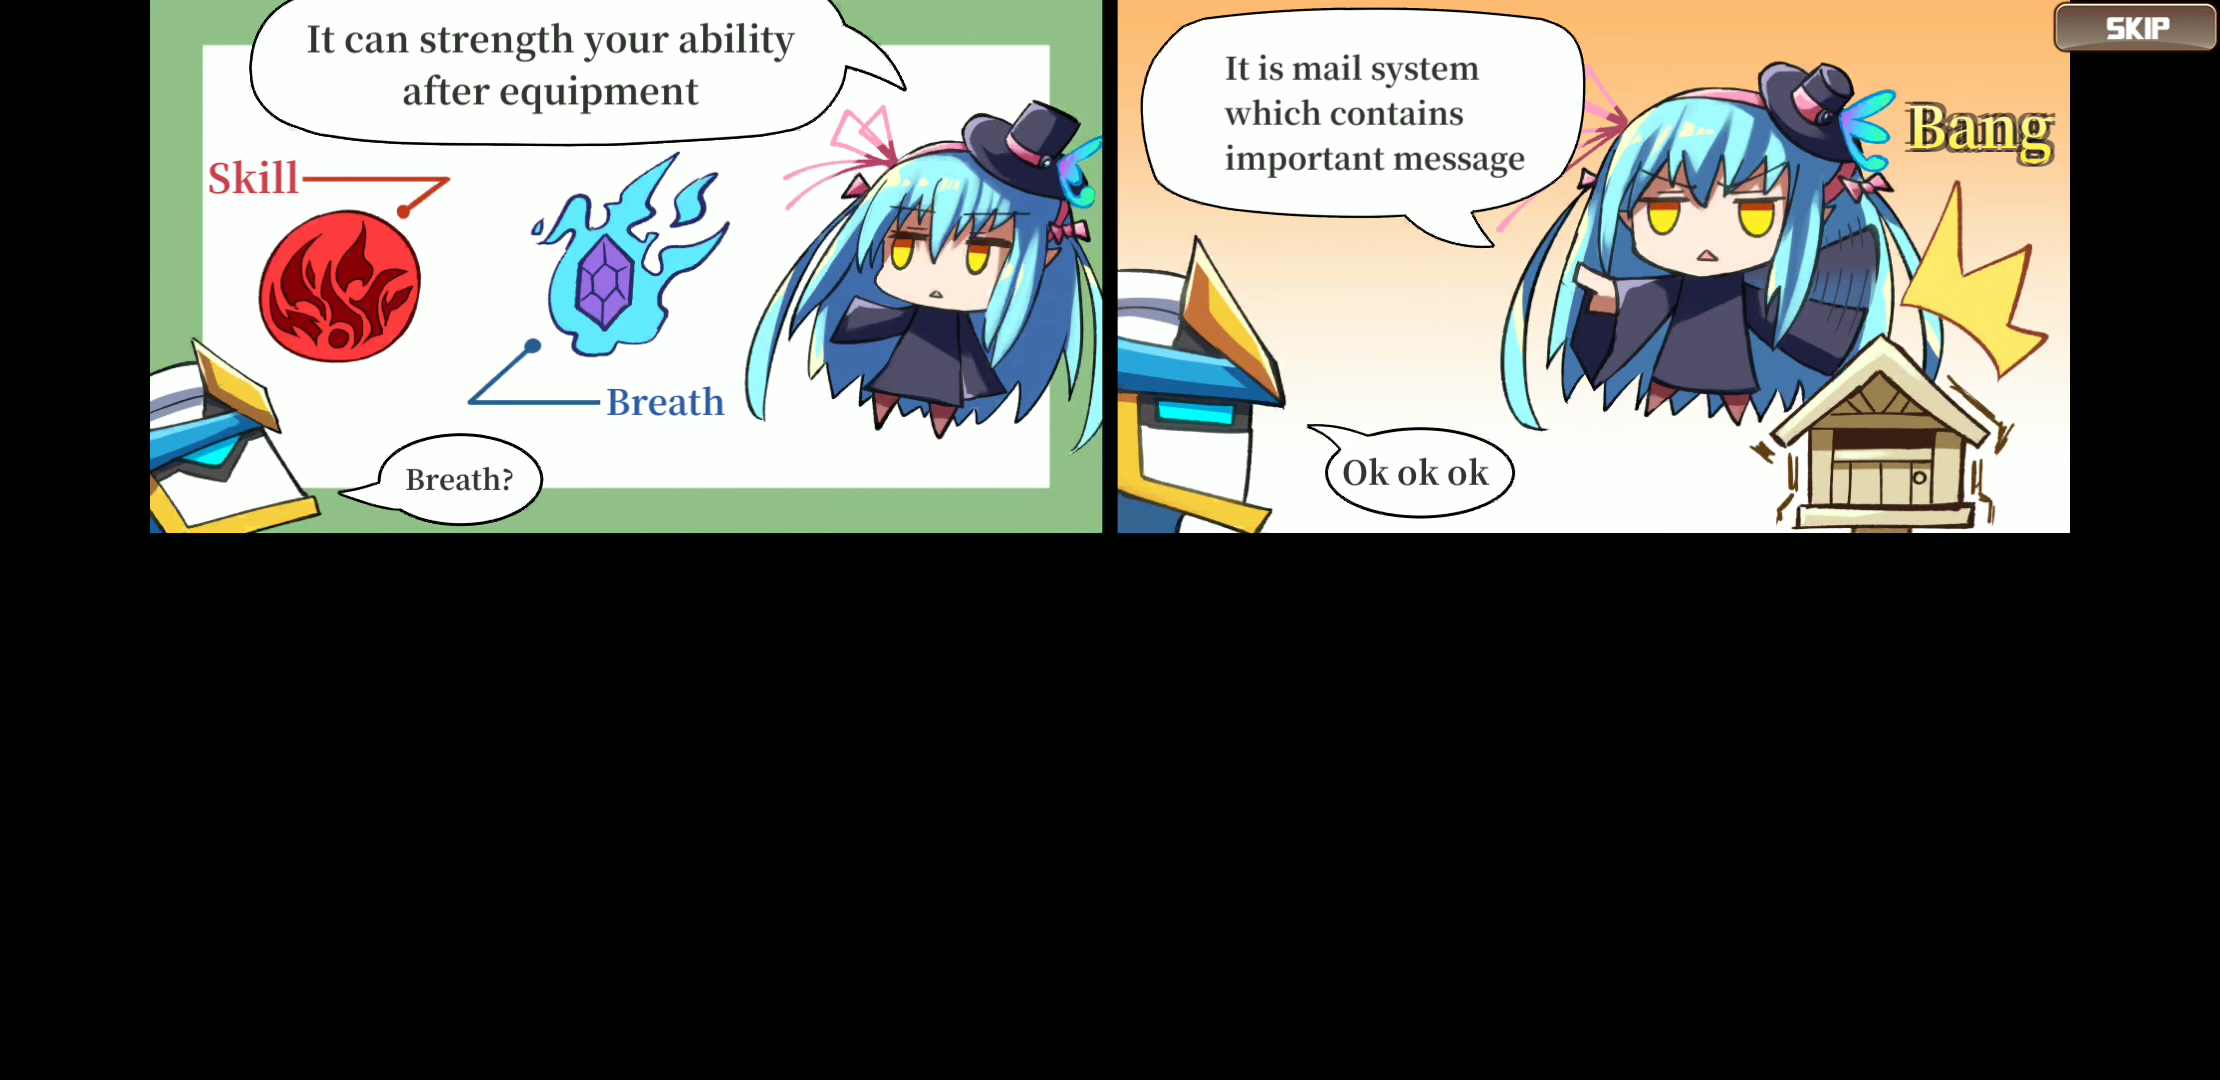 It can strength your ability
after equipment
Skill
Breath
Breath?
It is mail system
which contains
important message
Bang
Ok ok ok
SKIP